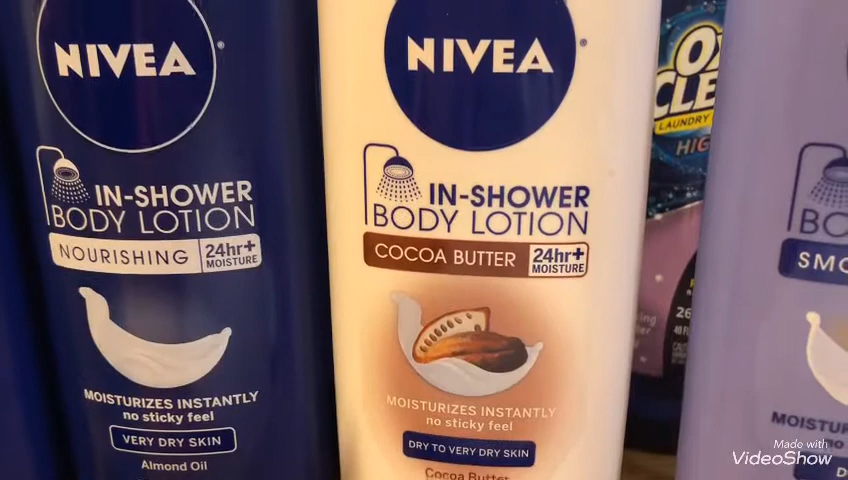 NIVEA®
IN-SHOWER
BODY LOTION
NOURISHING 24hr+
MOISTURE
MOISTURIZES INSTANTLY
no sticky feel
VERY DRY SKIN
Almond Oil
NIVEA®
IN-SHOWER
BODY LOTION
COCOA BUTTER 24hr+
MOISTURE
MOISTURIZES INSTANTLY
no sticky feel
DRY TO VERY DRY SKIN
Cocoa Butter
LAUNDRY
Made with
VideoShow